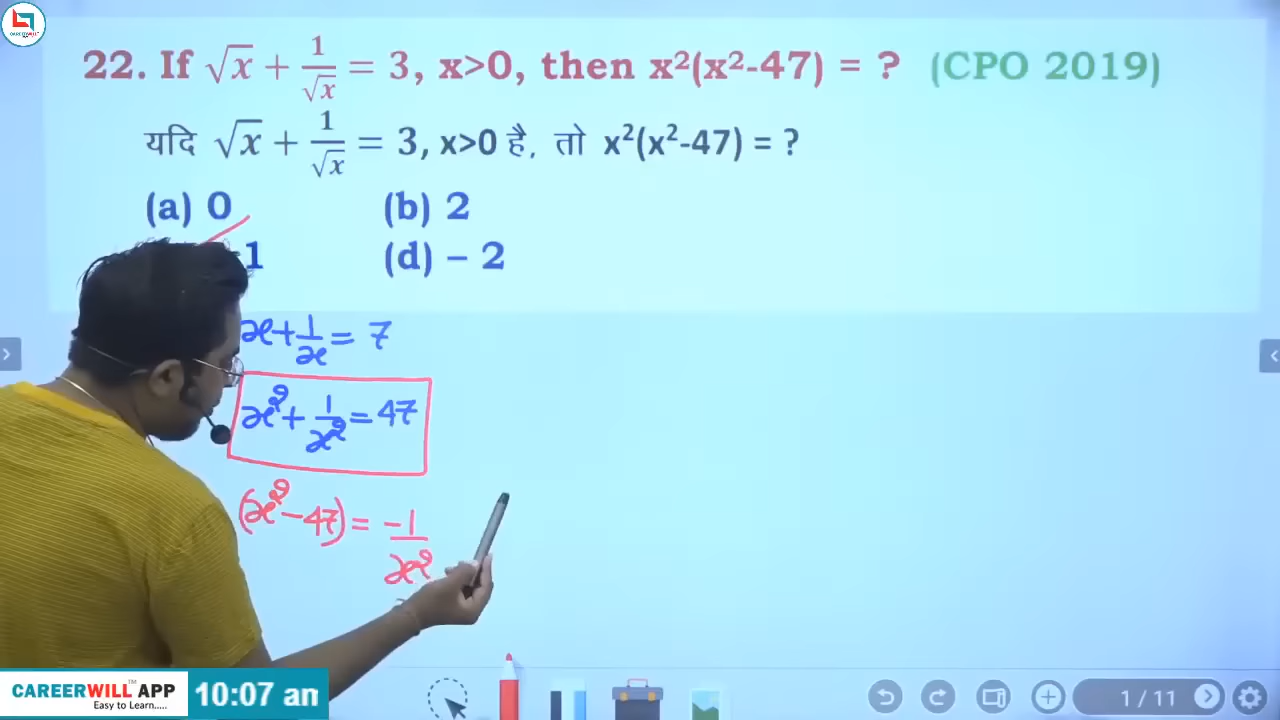 CAREERWILL
22. If √x + 1/√x = 3, x>0, then x²(x²-47) = ? (CPO 2019)
यदि √x + 1/√x = 3, x>0 है, तो x²(x²-47) = ?
(a) 0 (b) 2
-1 (d) – 2
x + 1/x = 7
x² + 1/x² = 47
(x² - 47) = -1/x²
CAREERWILL™ APP
Easy to Learn.....
10:07 am
1 / 11